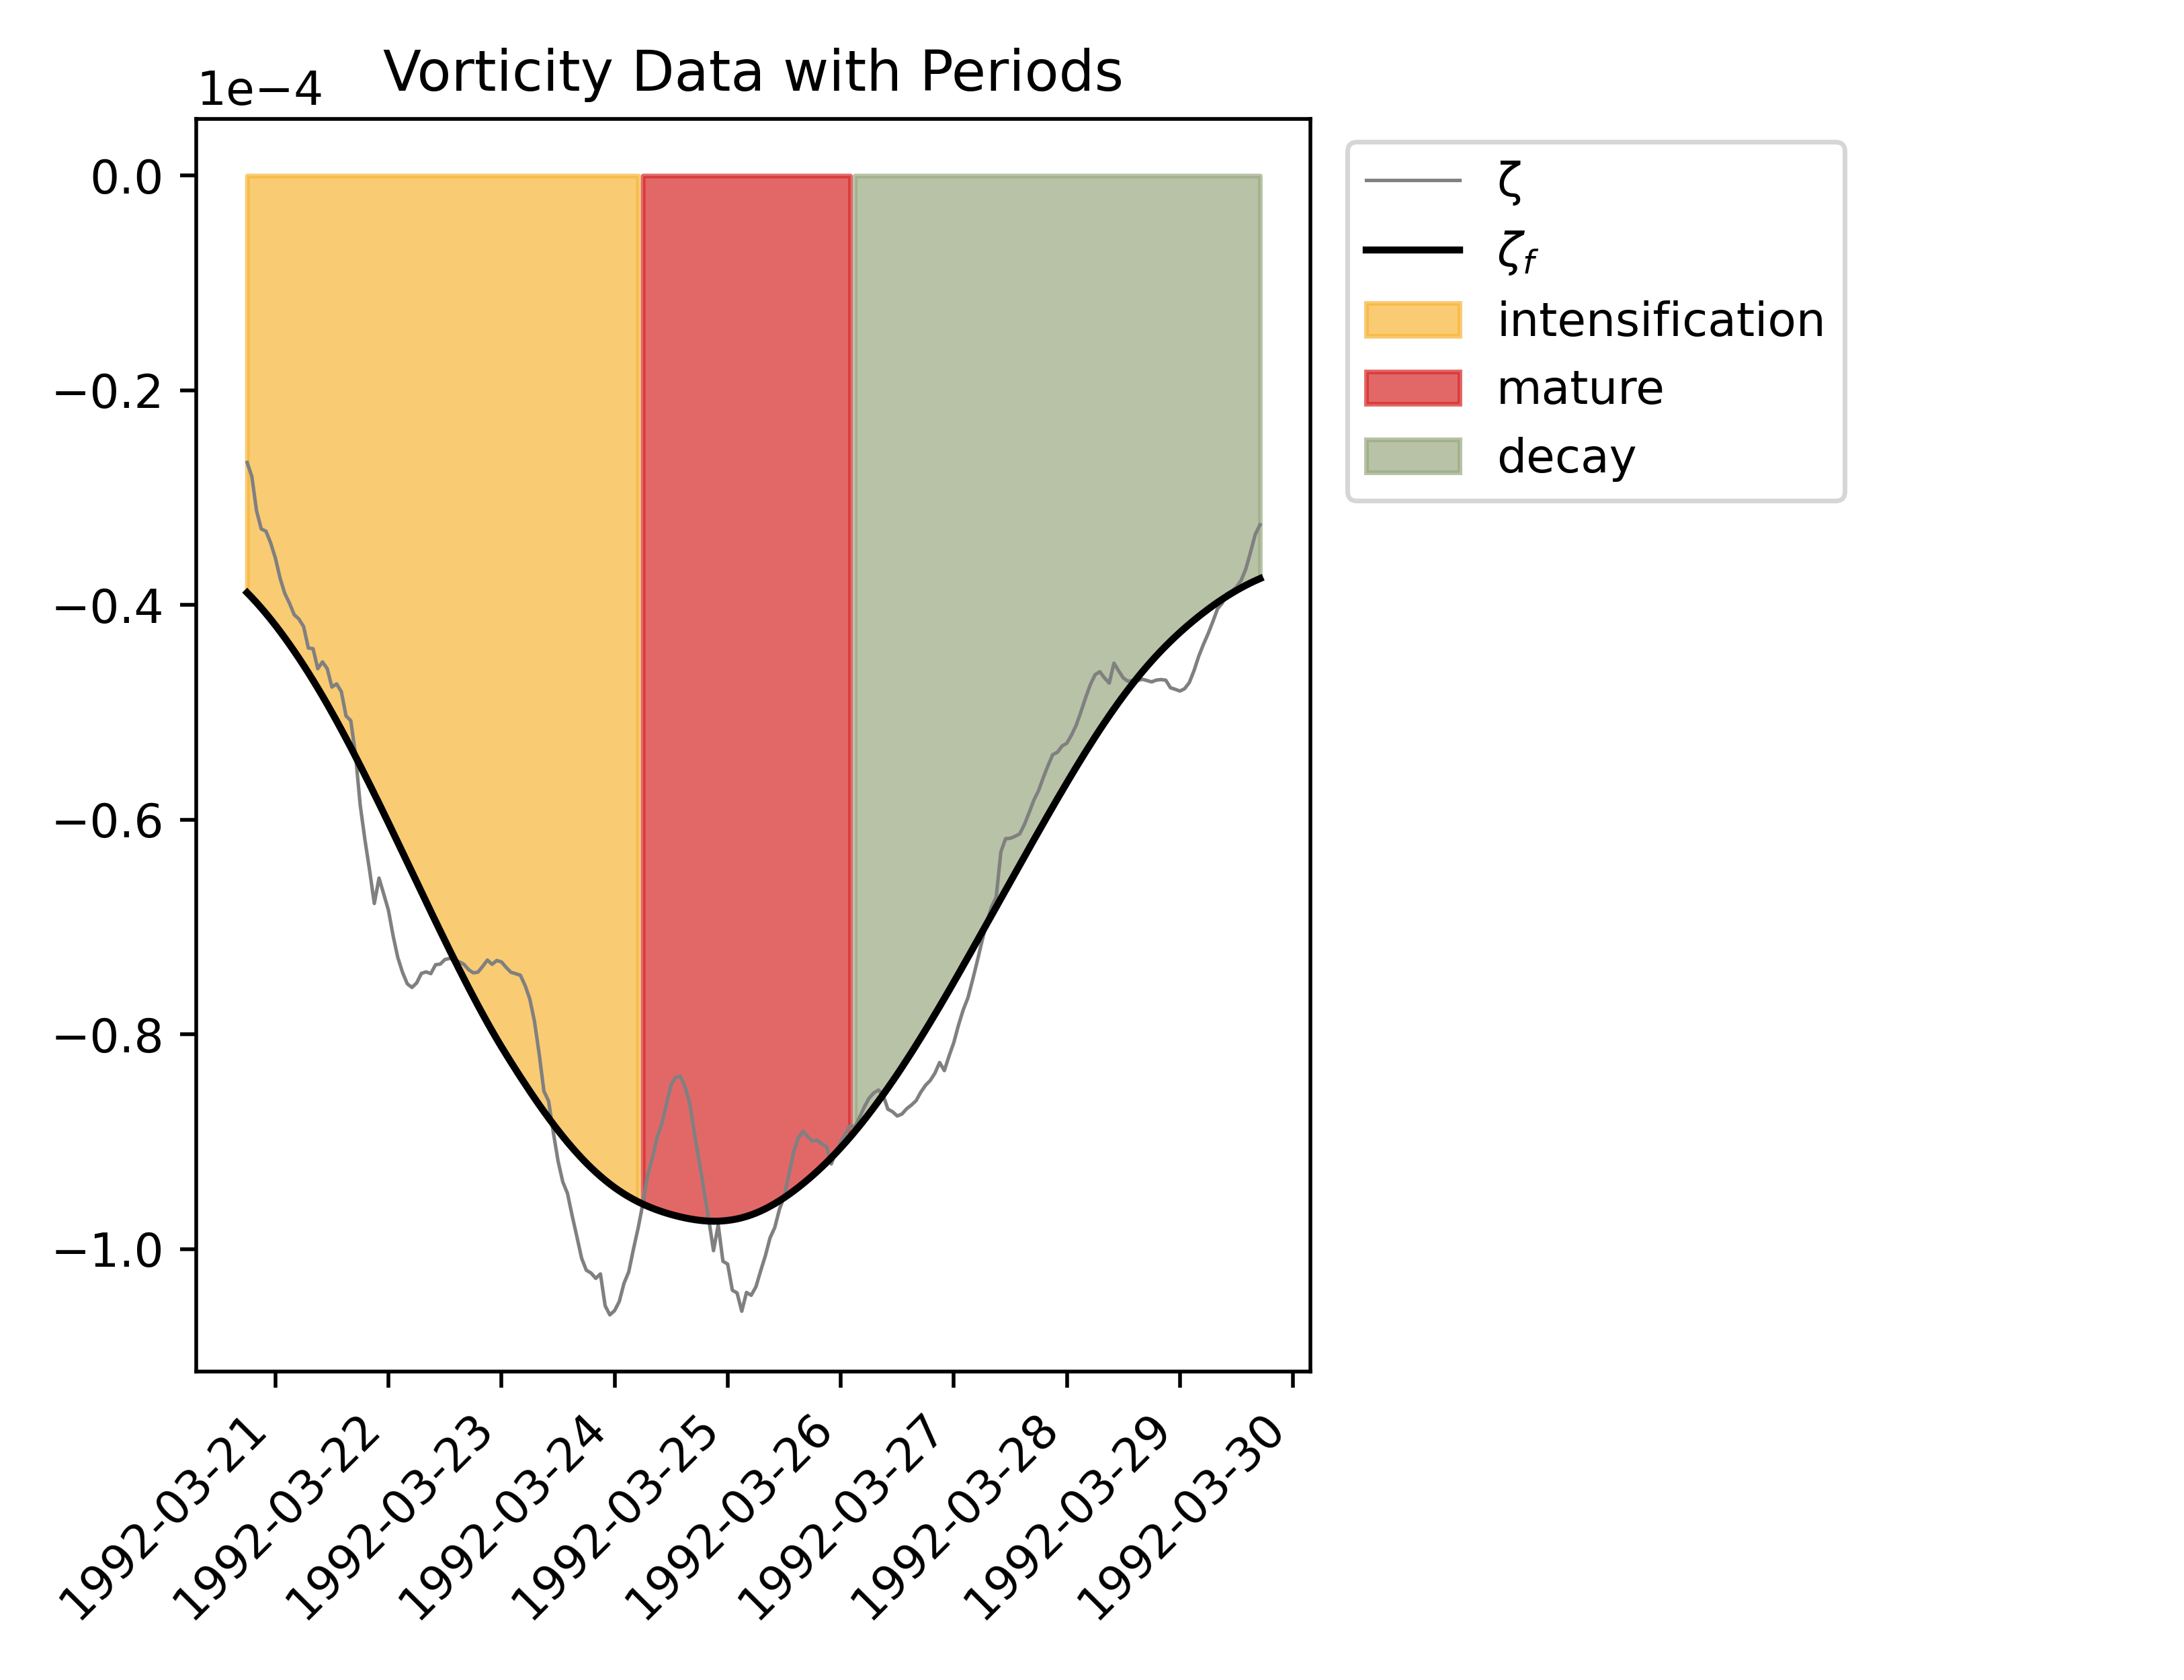 Vorticity Data with Periods
1e−4
0.0
−0.2
−0.4
−0.6
−0.8
−1.0
1992-03-21
1992-03-22
1992-03-23
1992-03-24
1992-03-25
1992-03-26
1992-03-27
1992-03-28
1992-03-29
1992-03-30
ζ
ζf
intensification
mature
decay